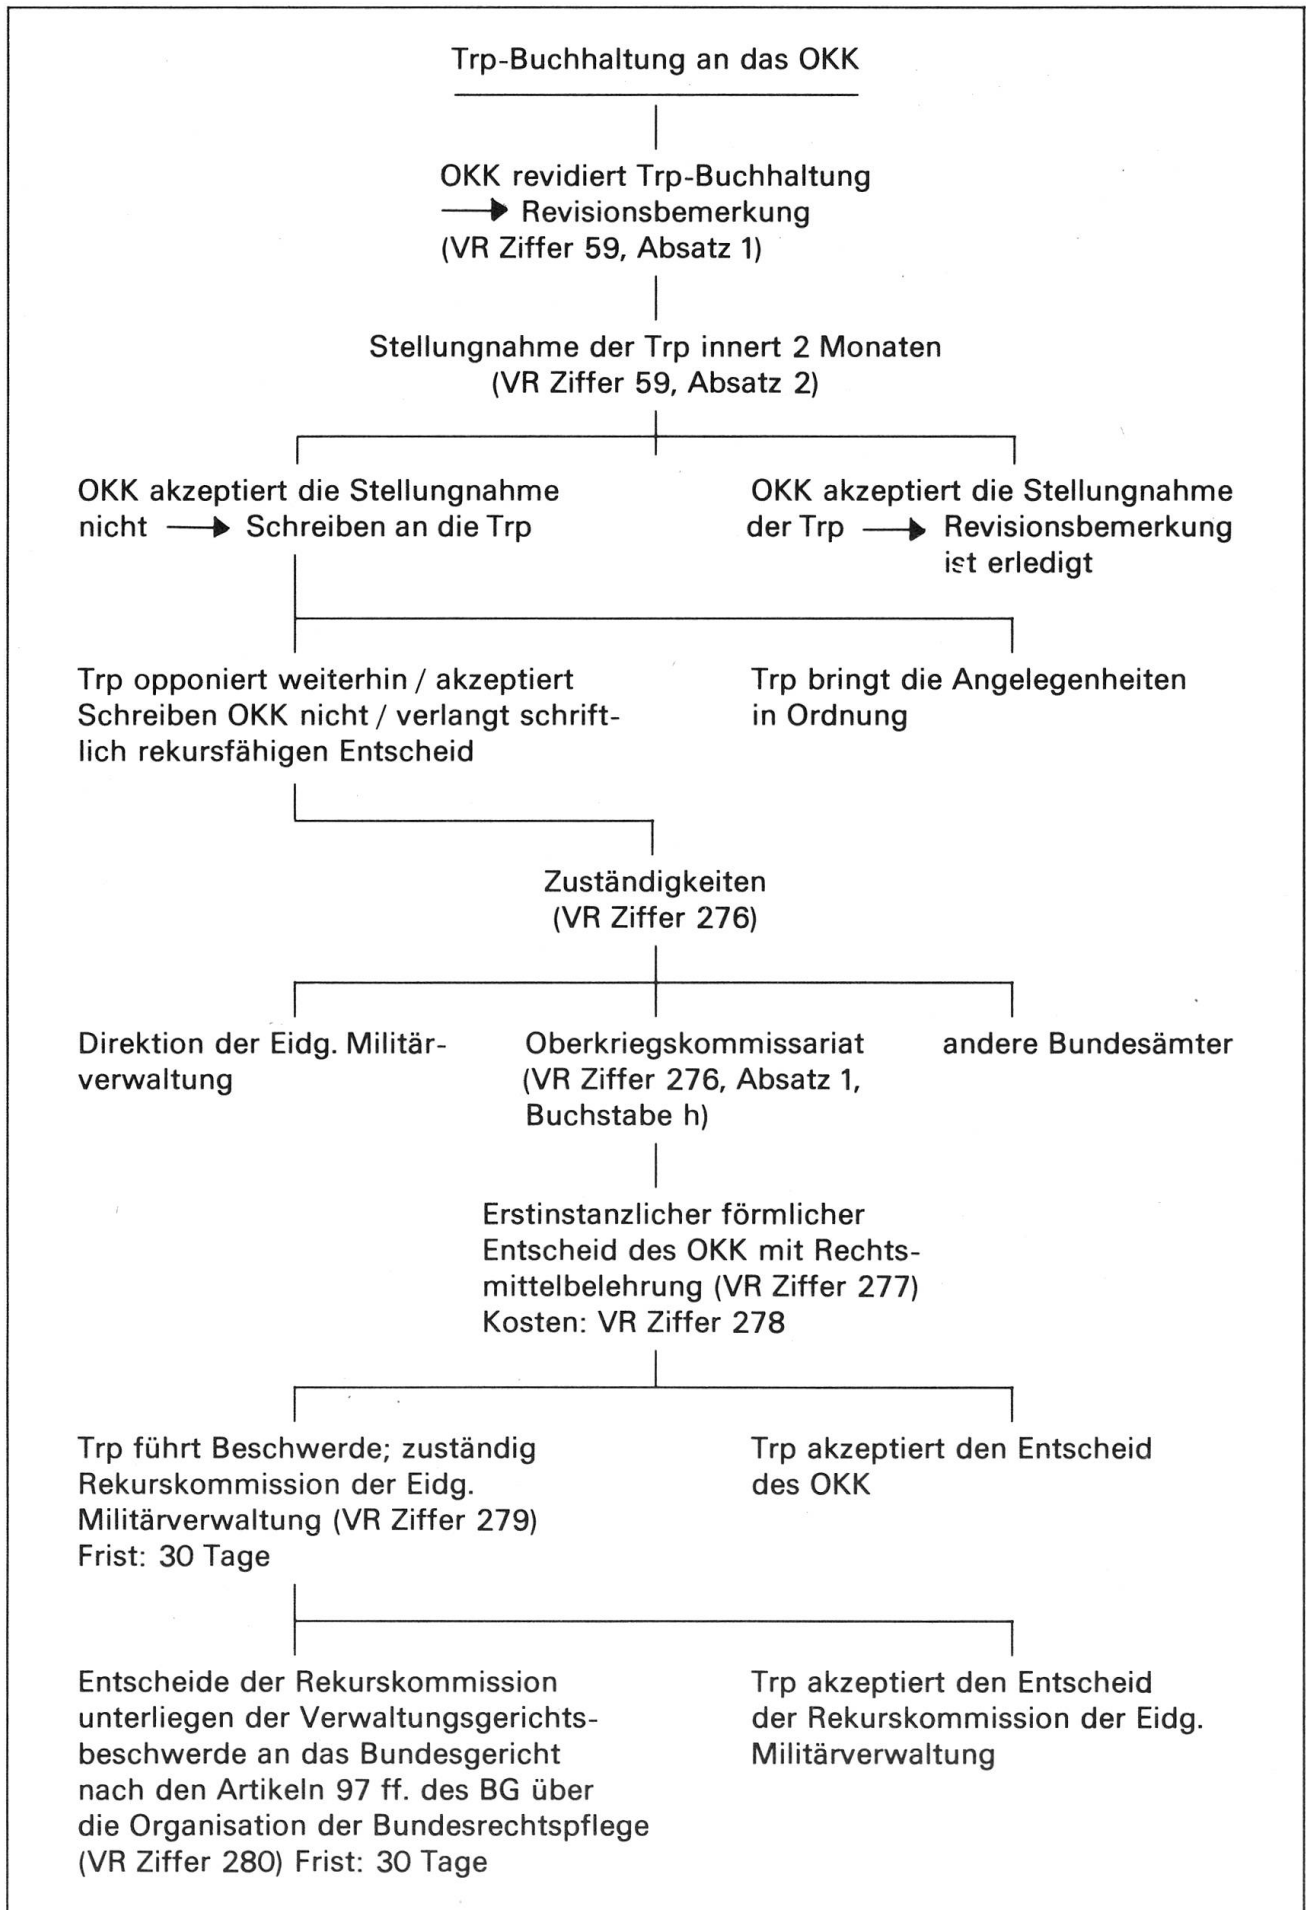 Trp-Buchhaltung an das OKK
OKK revidiert Trp-Buchhaltung
→ Revisionsbemerkung
(VR Ziffer 59, Absatz 1)
Stellungnahme der Trp innert 2 Monaten
(VR Ziffer 59, Absatz 2)
OKK akzeptiert die Stellungnahme
nicht → Schreiben an die Trp
OKK akzeptiert die Stellungnahme
der Trp → Revisionsbemerkung
ist erledigt
Trp opponiert weiterhin / akzeptiert
Schreiben OKK nicht / verlangt schrift-
lich rekursfähigen Entscheid
Trp bringt die Angelegenheiten
in Ordnung
Zuständigkeiten
(VR Ziffer 276)
Direktion der Eidg. Militär-
verwaltung
Oberkriegskommissariat
(VR Ziffer 276, Absatz 1,
Buchstabe h)
andere Bundesämter
Erstinstanzlicher förmlicher
Entscheid des OKK mit Rechts-
mittelbelehrung (VR Ziffer 277)
Kosten: VR Ziffer 278
Trp führt Beschwerde; zuständig
Rekurskommission der Eidg.
Militärverwaltung (VR Ziffer 279)
Frist: 30 Tage
Trp akzeptiert den Entscheid
des OKK
Entscheide der Rekurskommission
unterliegen der Verwaltungsgerichts-
beschwerde an das Bundesgericht
nach den Artikeln 97 ff. des BG über
die Organisation der Bundesrechtspflege
(VR Ziffer 280) Frist: 30 Tage
Trp akzeptiert den Entscheid
der Rekurskommission der Eidg.
Militärverwaltung